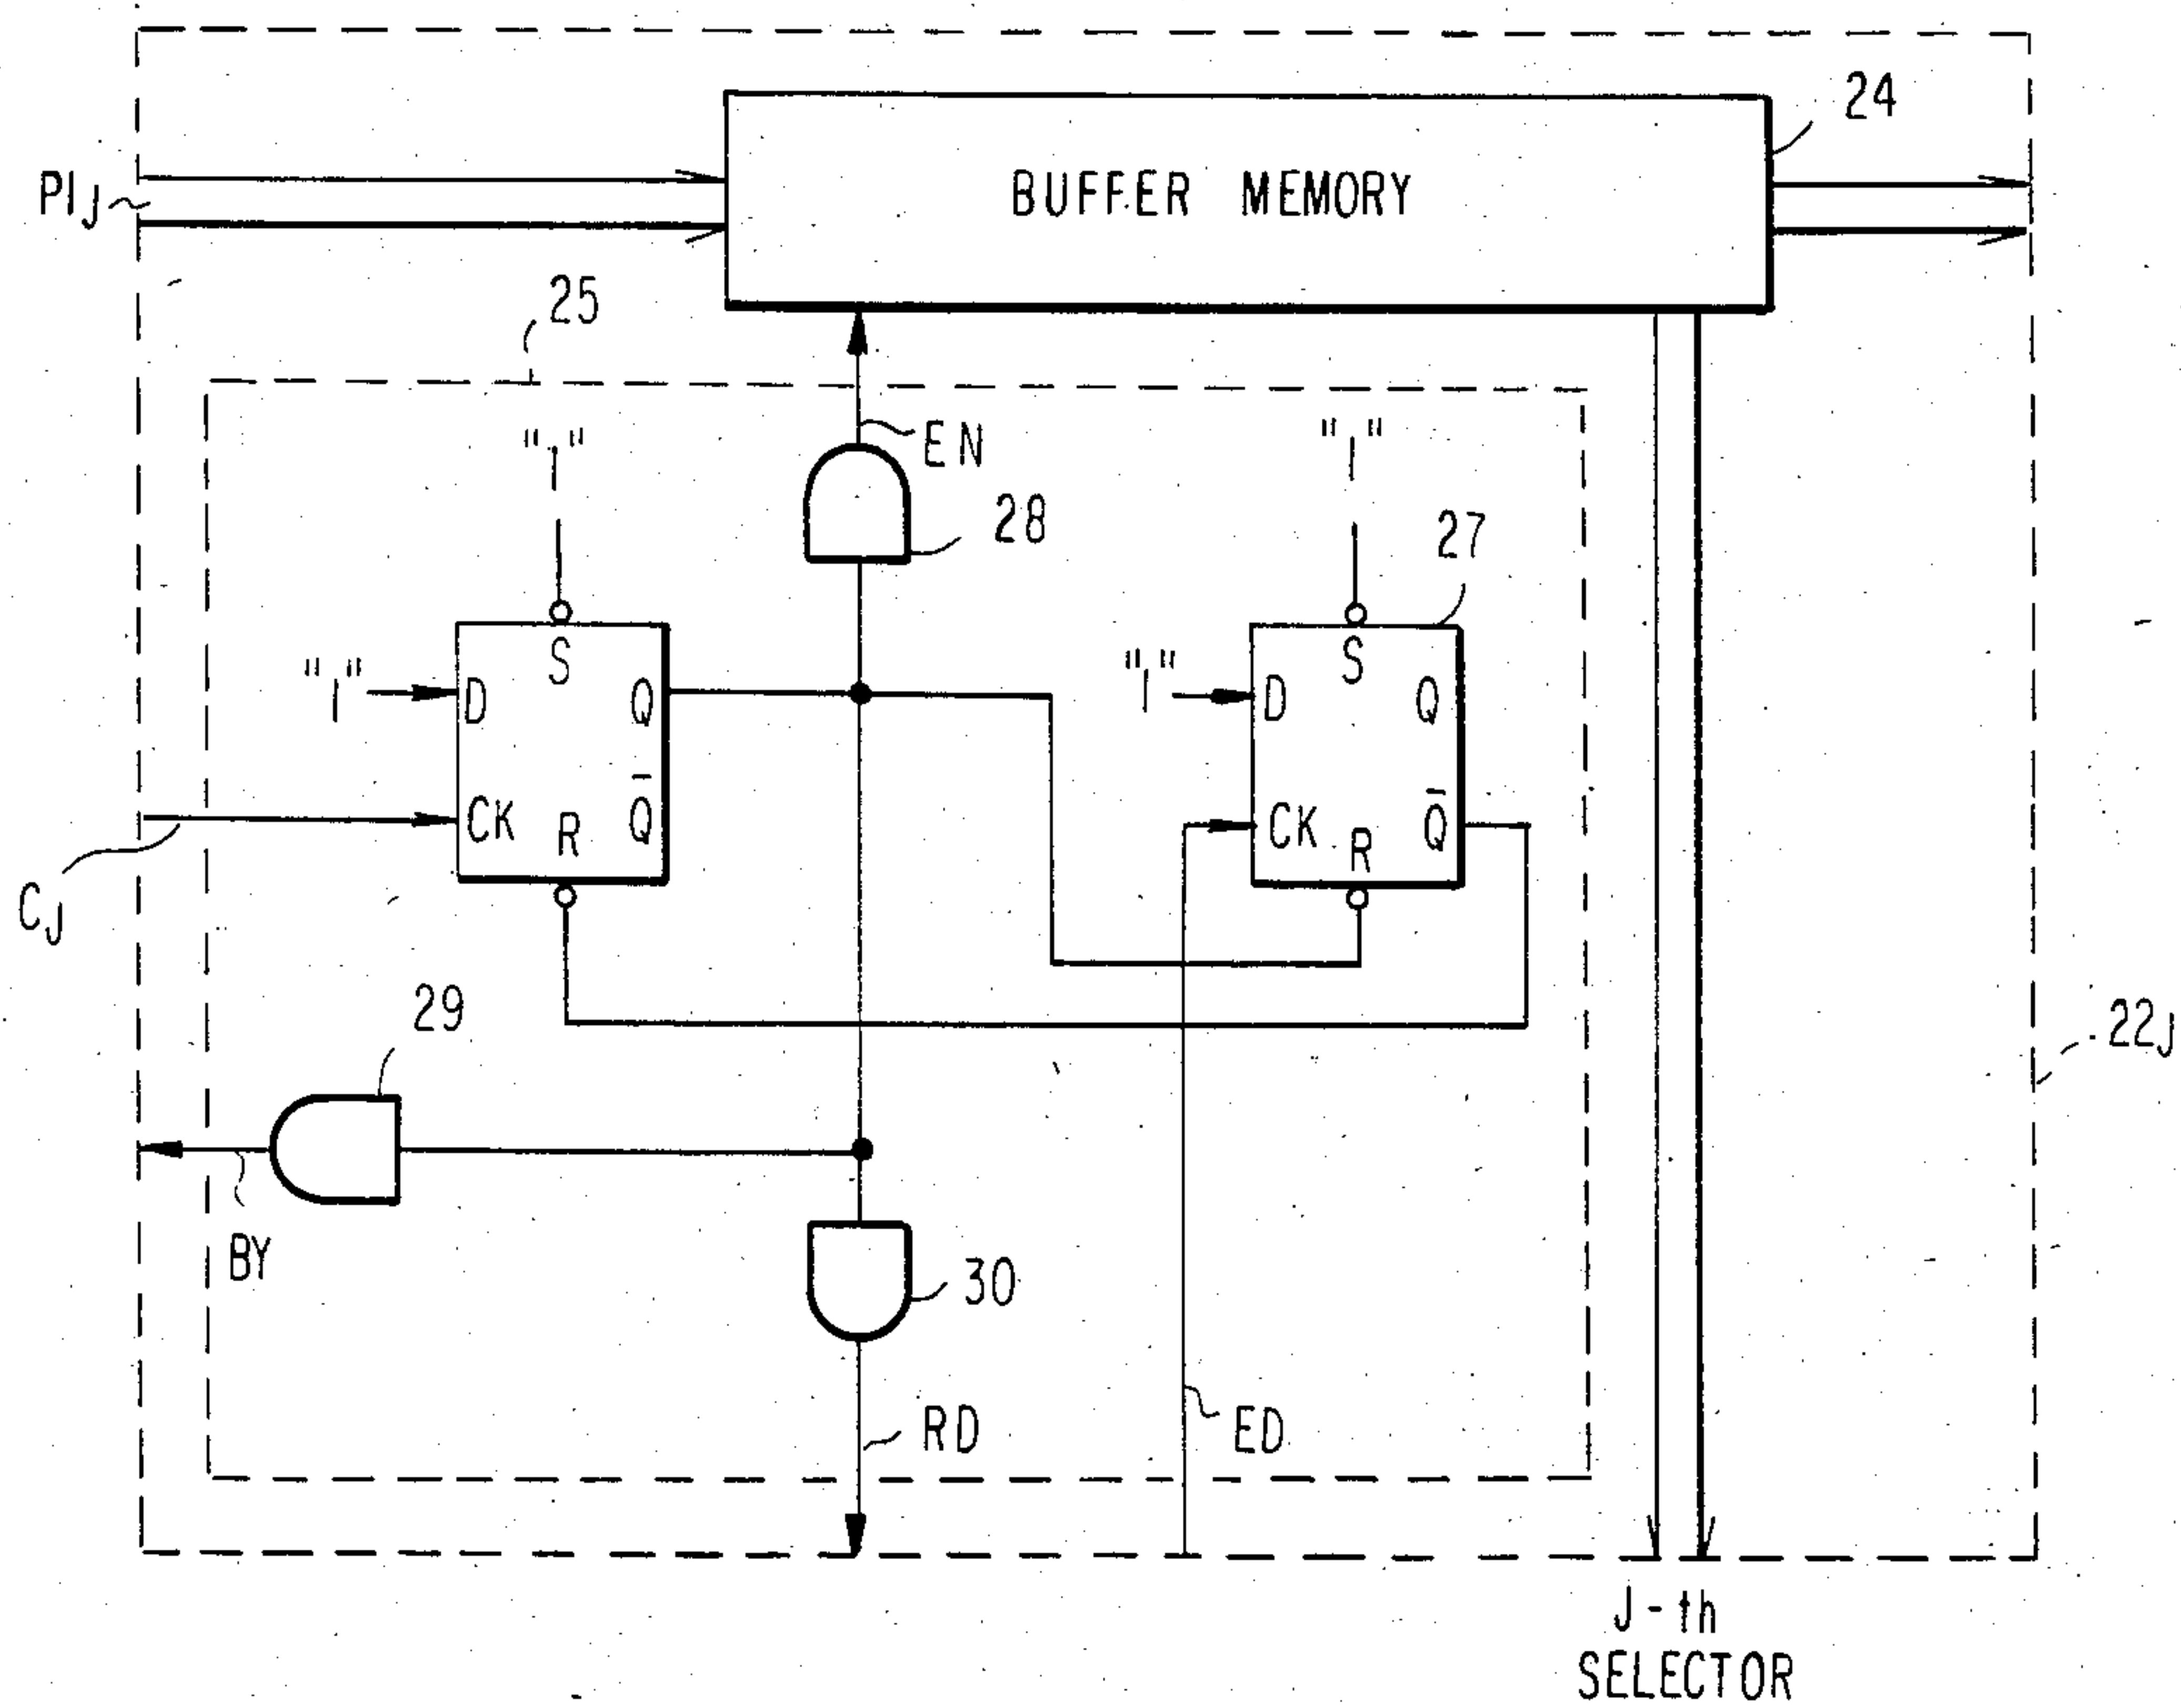 24
PIJ
BUFFER MEMORY
25
"1"
EN
"1"
28
27
S
S
"1"
D
Q
"1"
D
Q
CK
R
Q̄
CK
R
Q̄
CJ
29
22J
BY
30
RD
ED
J-th
SELECTOR